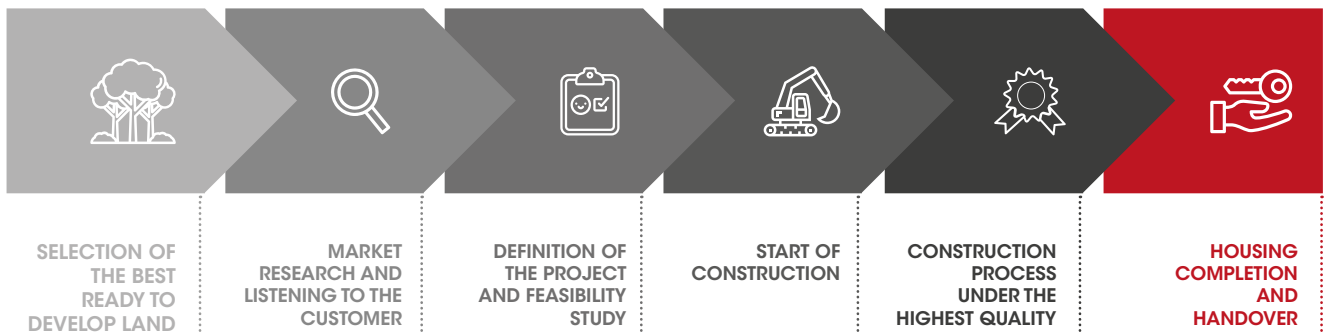 SELECTION OF
THE BEST
READY TO
DEVELOP LAND
MARKET
RESEARCH AND
LISTENING TO THE
CUSTOMER
DEFINITION OF
THE PROJECT
AND FEASIBILITY
STUDY
START OF
CONSTRUCTION
CONSTRUCTION
PROCESS
UNDER THE
HIGHEST QUALITY
HOUSING
COMPLETION
AND
HANDOVER